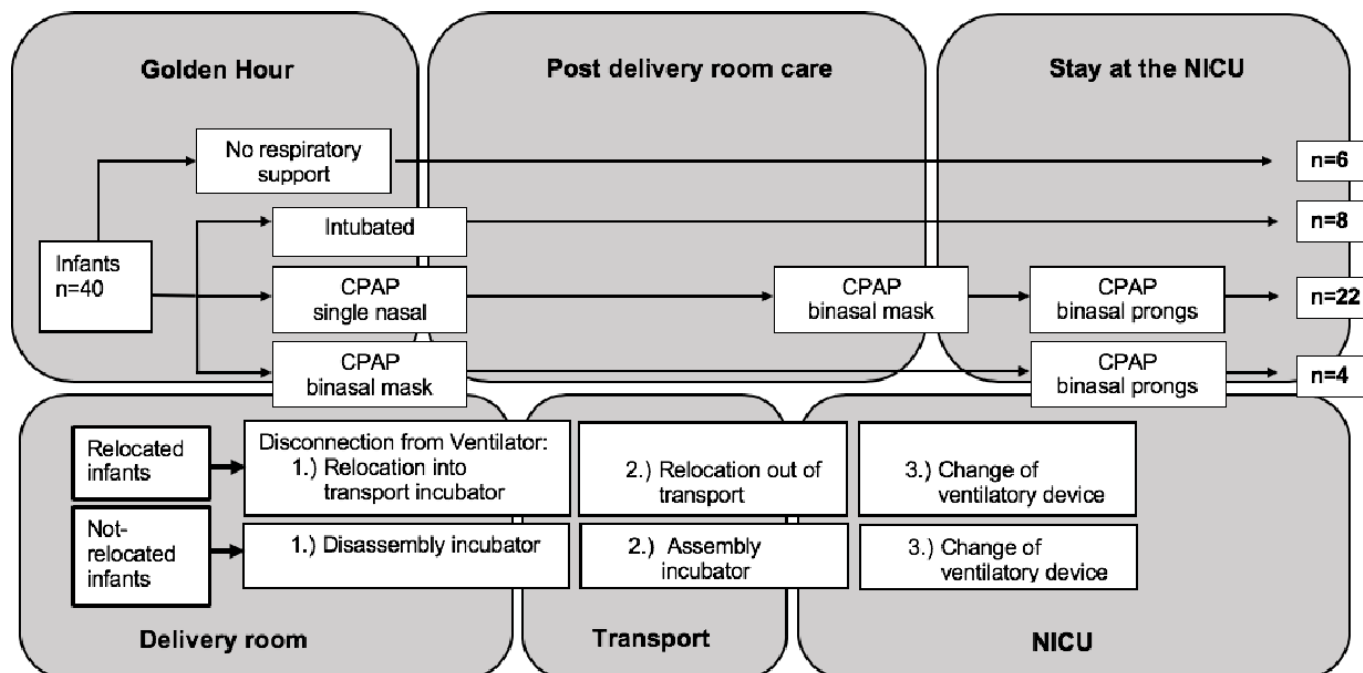 Golden Hour
Post delivery room care
Stay at the NICU
No respiratory
support
n=6
Intubated
n=8
Infants
n=40
CPAP
single nasal
CPAP
binasal mask
CPAP
binasal prongs
n=22
CPAP
binasal mask
CPAP
binasal prongs
n=4
Relocated
infants
Disconnection from Ventilator:
1.) Relocation into
transport incubator
2.) Relocation out of
transport
3.) Change of
ventilatory device
Not-
relocated
infants
1.) Disassembly incubator
2.) Assembly
incubator
3.) Change of
ventilatory device
Delivery room
Transport
NICU